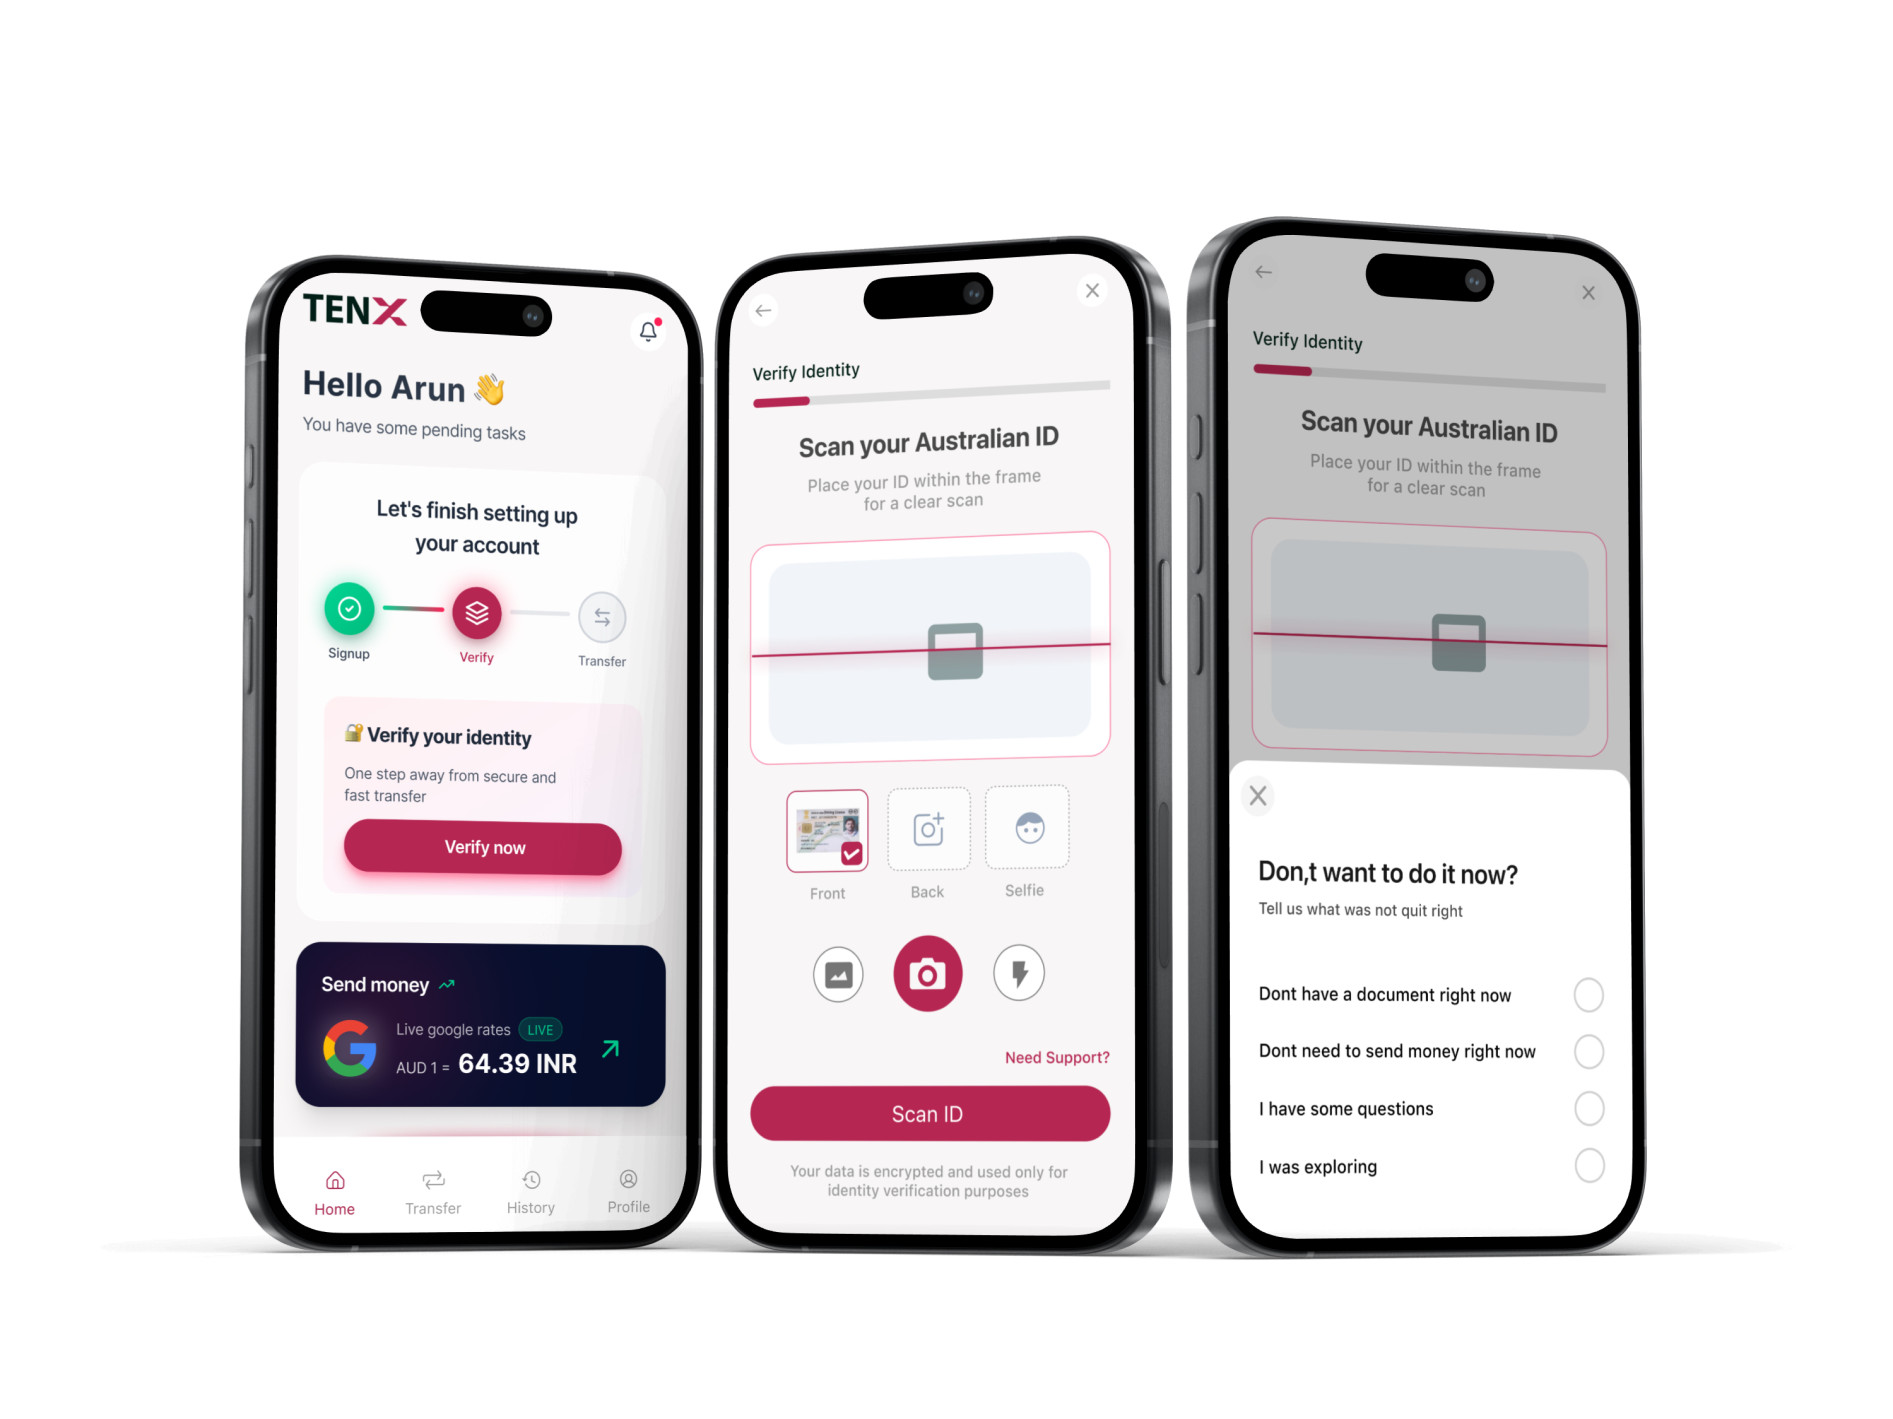 TENX
Hello Arun 👋
You have some pending tasks
Let's finish setting up
your account
Signup
Verify
Transfer
🔐 Verify your identity
One step away from secure and
fast transfer
Verify now
Send money
Live google rates LIVE
AUD 1 = 64.39 INR
Home
Transfer
History
Profile
Verify Identity
Scan your Australian ID
Place your ID within the frame
for a clear scan
Front
Back
Selfie
Need Support?
Scan ID
Your data is encrypted and used only for
identity verification purposes
Verify Identity
Scan your Australian ID
Place your ID within the frame
for a clear scan
Don,t want to do it now?
Tell us what was not quit right
Dont have a document right now
Dont need to send money right now
I have some questions
I was exploring